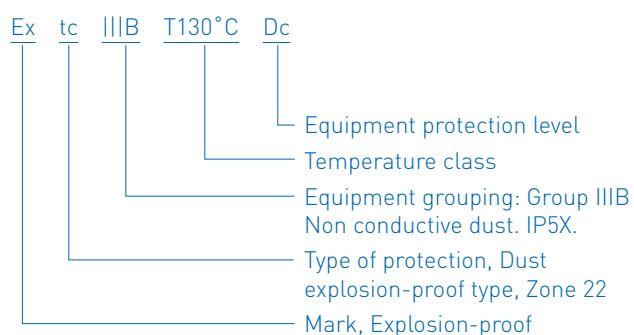 Ex tc |||B T130°C Dc
Equipment protection level
Temperature class
Equipment grouping: Group IIIB
Non conductive dust. IP5X.
Type of protection, Dust
explosion-proof type, Zone 22
Mark, Explosion-proof